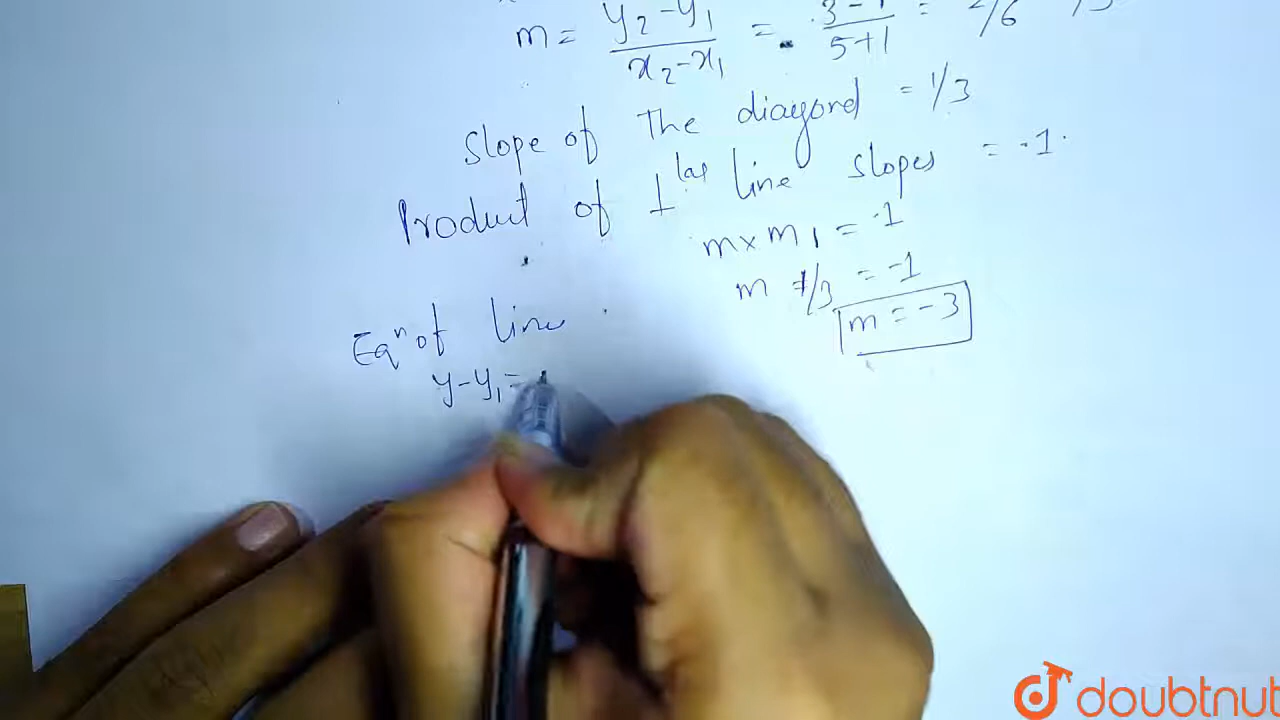 m = y₂-y₁ / x₂-x₁ = 3-1 / 5+1 = 2/6
Slope of The diagonal = 1/3
Product of ⊥lar line slopes = -1
m × m₁ = -1
m × 1/3 = -1
m = -3
Eqⁿ of line
y-y₁ =
doubtnut